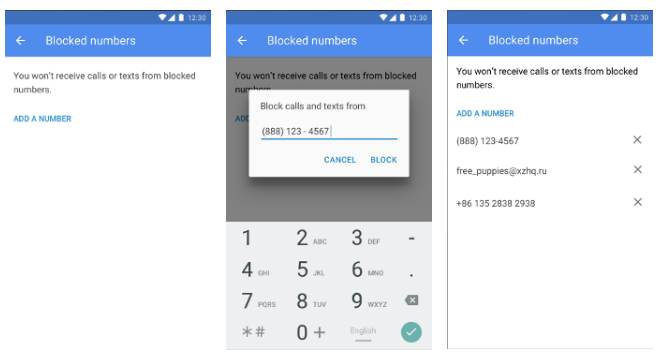 12:30
Blocked numbers
You won't receive calls or texts from blocked
numbers.
ADD A NUMBER
12:30
Blocked numbers
You won't receive calls or texts from blocked
num
ADD
Block calls and texts from
(888) 123 - 4567
CANCEL BLOCK
1 2 ABC 3 DEF -
4 GHI 5 JKL 6 MNO .
7 PQRS 8 TUV 9 WXYZ
* # 0 + English
12:30
Blocked numbers
You won't receive calls or texts from blocked
numbers.
ADD A NUMBER
(888) 123-4567
free_puppies@xzhq.ru
+86 135 2838 2938